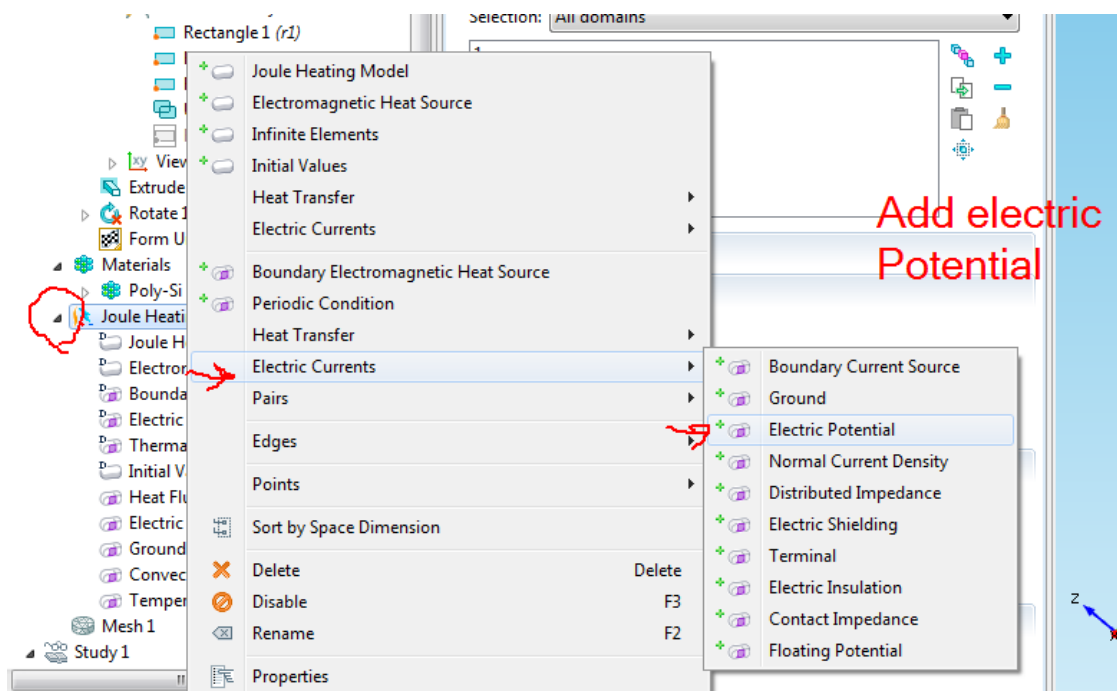 Selection: All domains
Rectangle 1 (r1)
1
Joule Heating Model
Electromagnetic Heat Source
Infinite Elements
Initial Values
View
Heat Transfer
Extrude
Rotate 1
Electric Currents
Form U
Add electric
Potential
Materials
Boundary Electromagnetic Heat Source
Poly-Si
Periodic Condition
Joule Heati
Heat Transfer
Joule H
Electron
Electric Currents
Boundary Current Source
Bounda
Pairs
Ground
Electric
Electric Potential
Therma
Edges
Initial V
Normal Current Density
Heat Flu
Points
Distributed Impedance
Electric
Sort by Space Dimension
Electric Shielding
Ground
Terminal
Convec
Delete Delete
Electric Insulation
Temper
Disable F3
Contact Impedance
Mesh 1
Rename F2
Floating Potential
Study 1
Properties
z